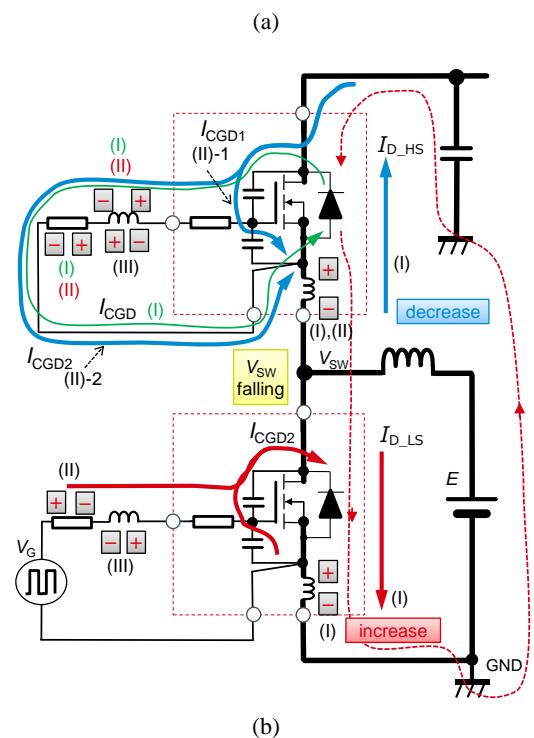 (a)
I_CGD1
(II)-1
I_D_HS
(I)
(II)
− +
− +
+ −
(I)
(II)
(III)
(I)
I_CGD
(I)
+
−
(I),(II)
decrease
I_CGD2
(II)-2
V_SW
falling
V_SW
I_CGD2
I_D_LS
(II)
+ −
− +
(III)
V_G
E
+
−
(I)
(I)
increase
GND
(b)